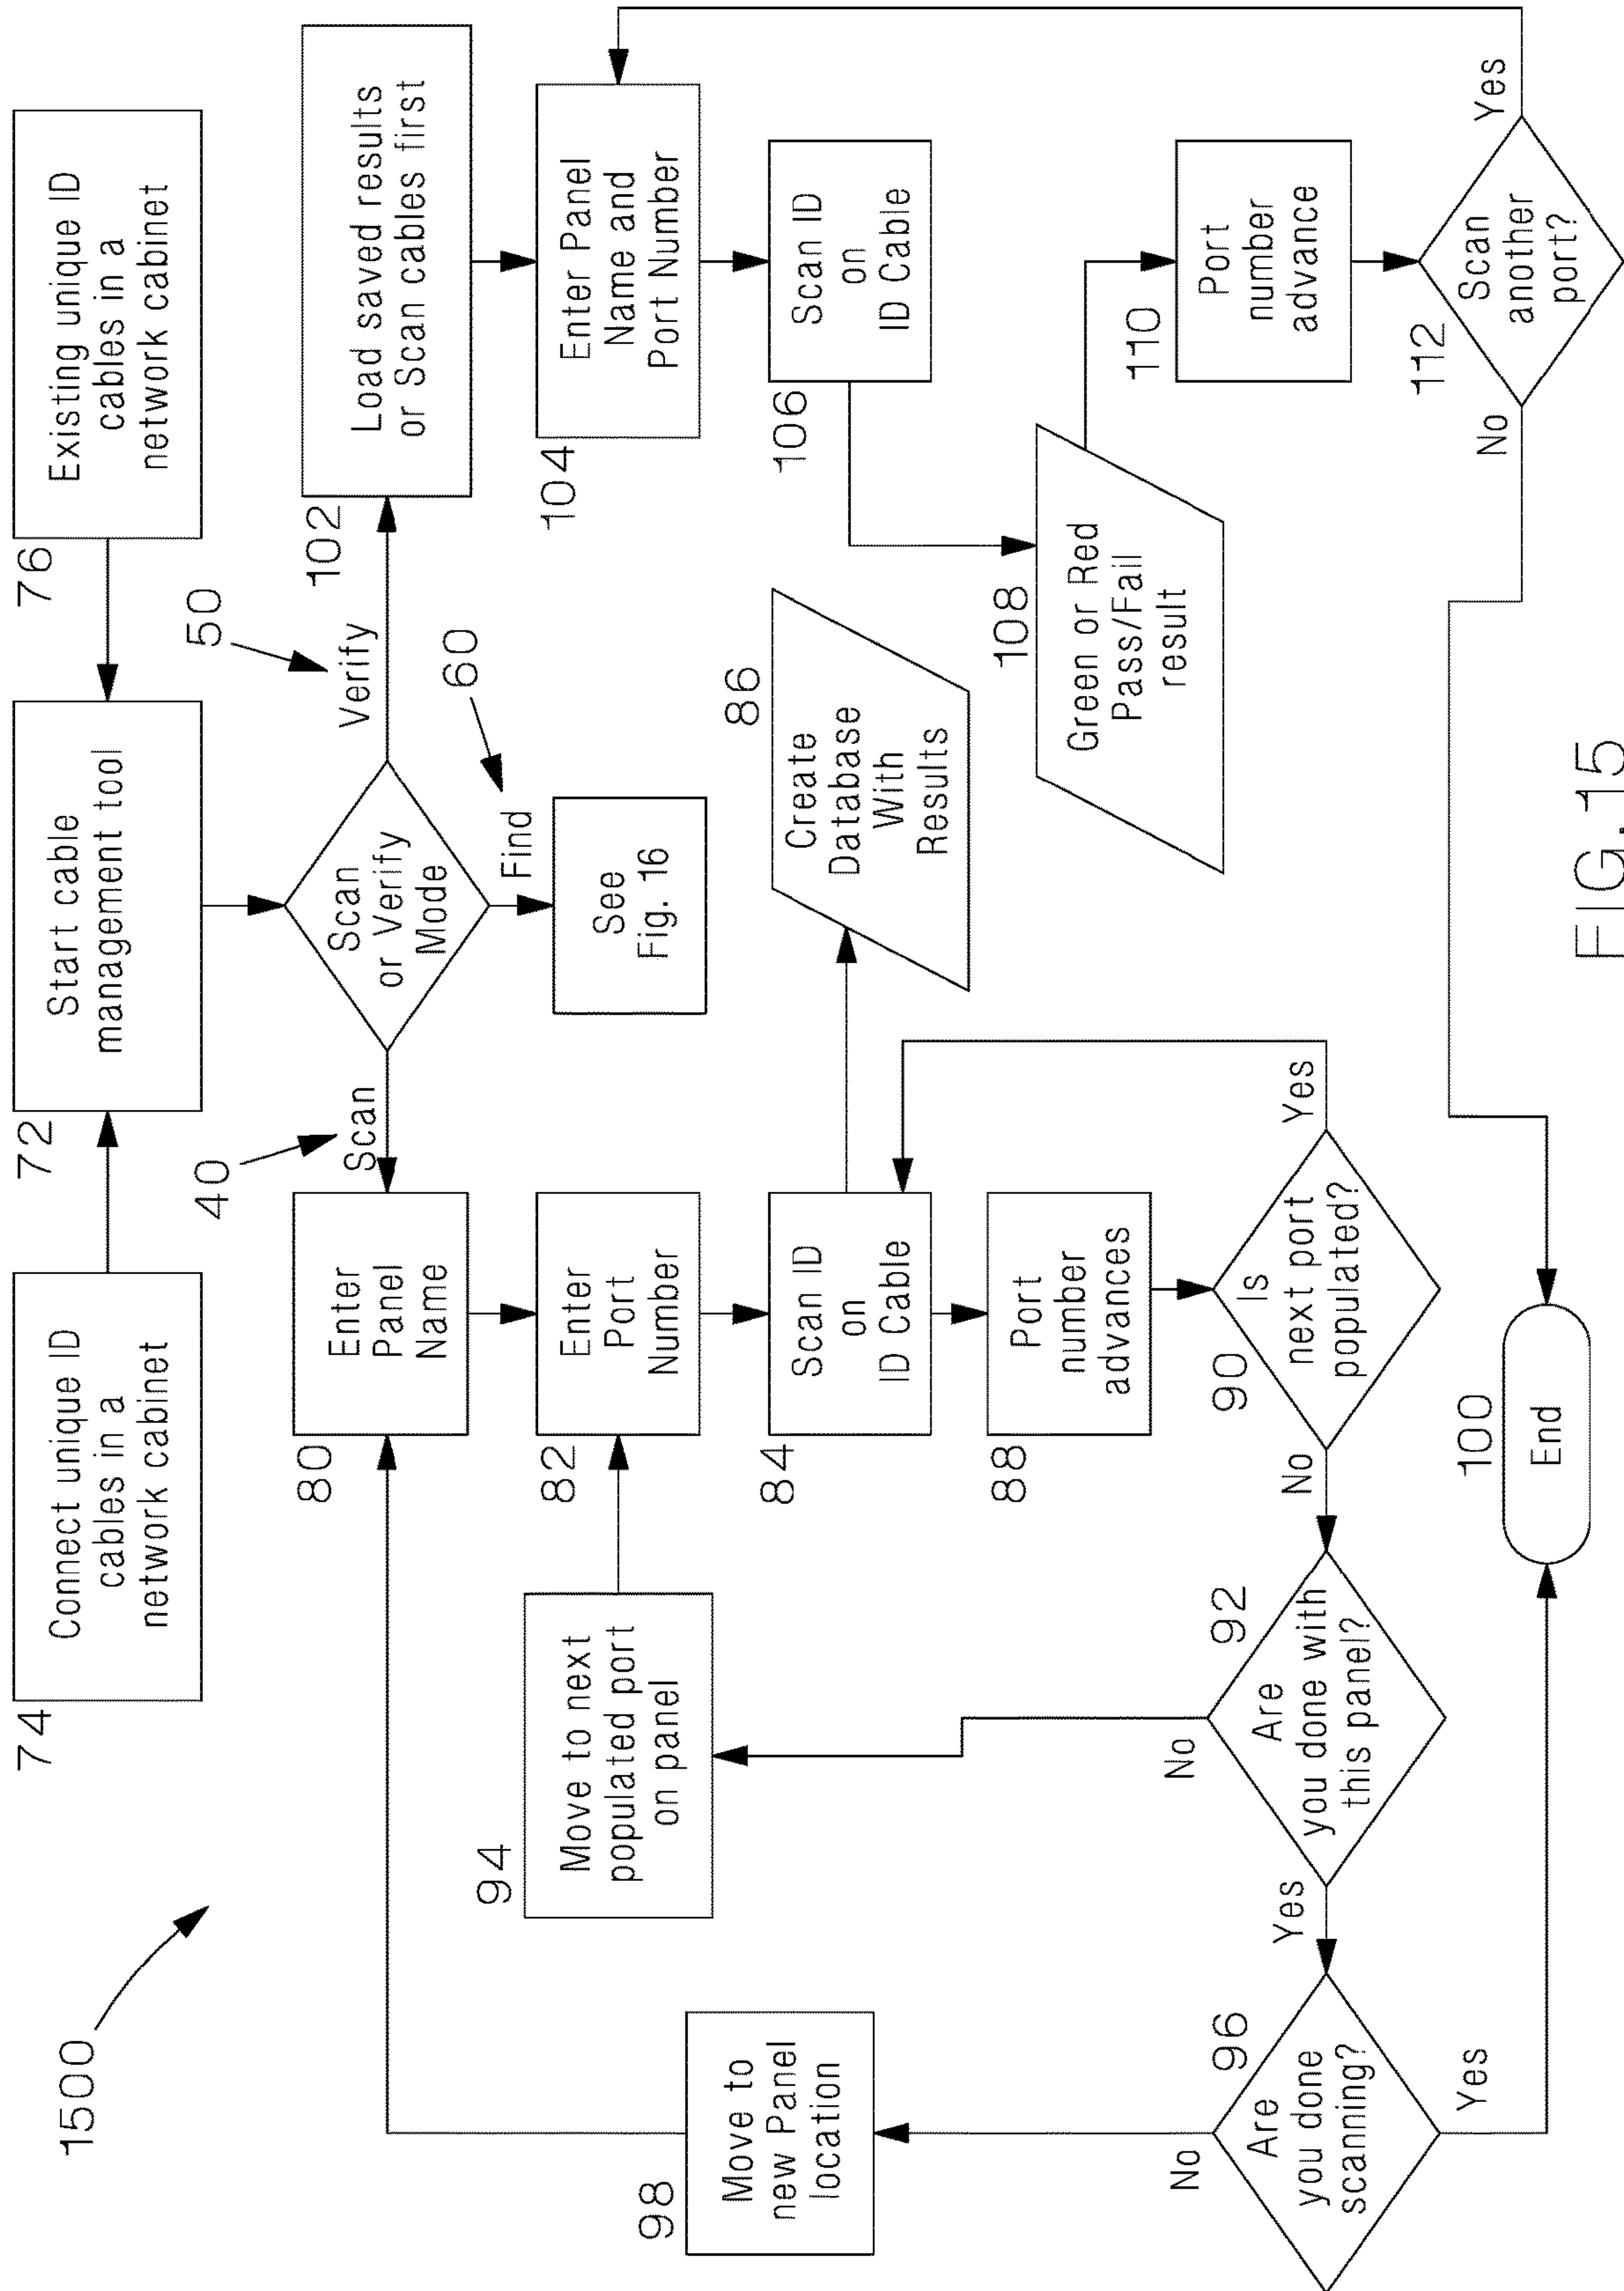 1500
74
Connect unique ID
cables in a
network cabinet
72
Start cable
management tool
76
Existing unique ID
cables in a
network cabinet
40
Scan
Scan
or Verify
Mode
50
Verify
Find
60
See
Fig. 16
80
Enter
Panel
Name
82
Enter
Port
Number
84
Scan ID
on
ID Cable
86
Create
Database
With
Results
88
Port
number
advances
90
Is
next port
populated?
Yes
No
92
Are
you done with
this panel?
No
Yes
94
Move to next
populated port
on panel
96
Are
you done
scanning?
No
Yes
98
Move to
new Panel
location
100
End
102
Load saved results
or Scan cables first
104
Enter Panel
Name and
Port Number
106
Scan ID
on
ID Cable
108
Green or Red
Pass/Fail
result
110
Port
number
advance
112
Scan
another
port?
Yes
No
FIG. 15